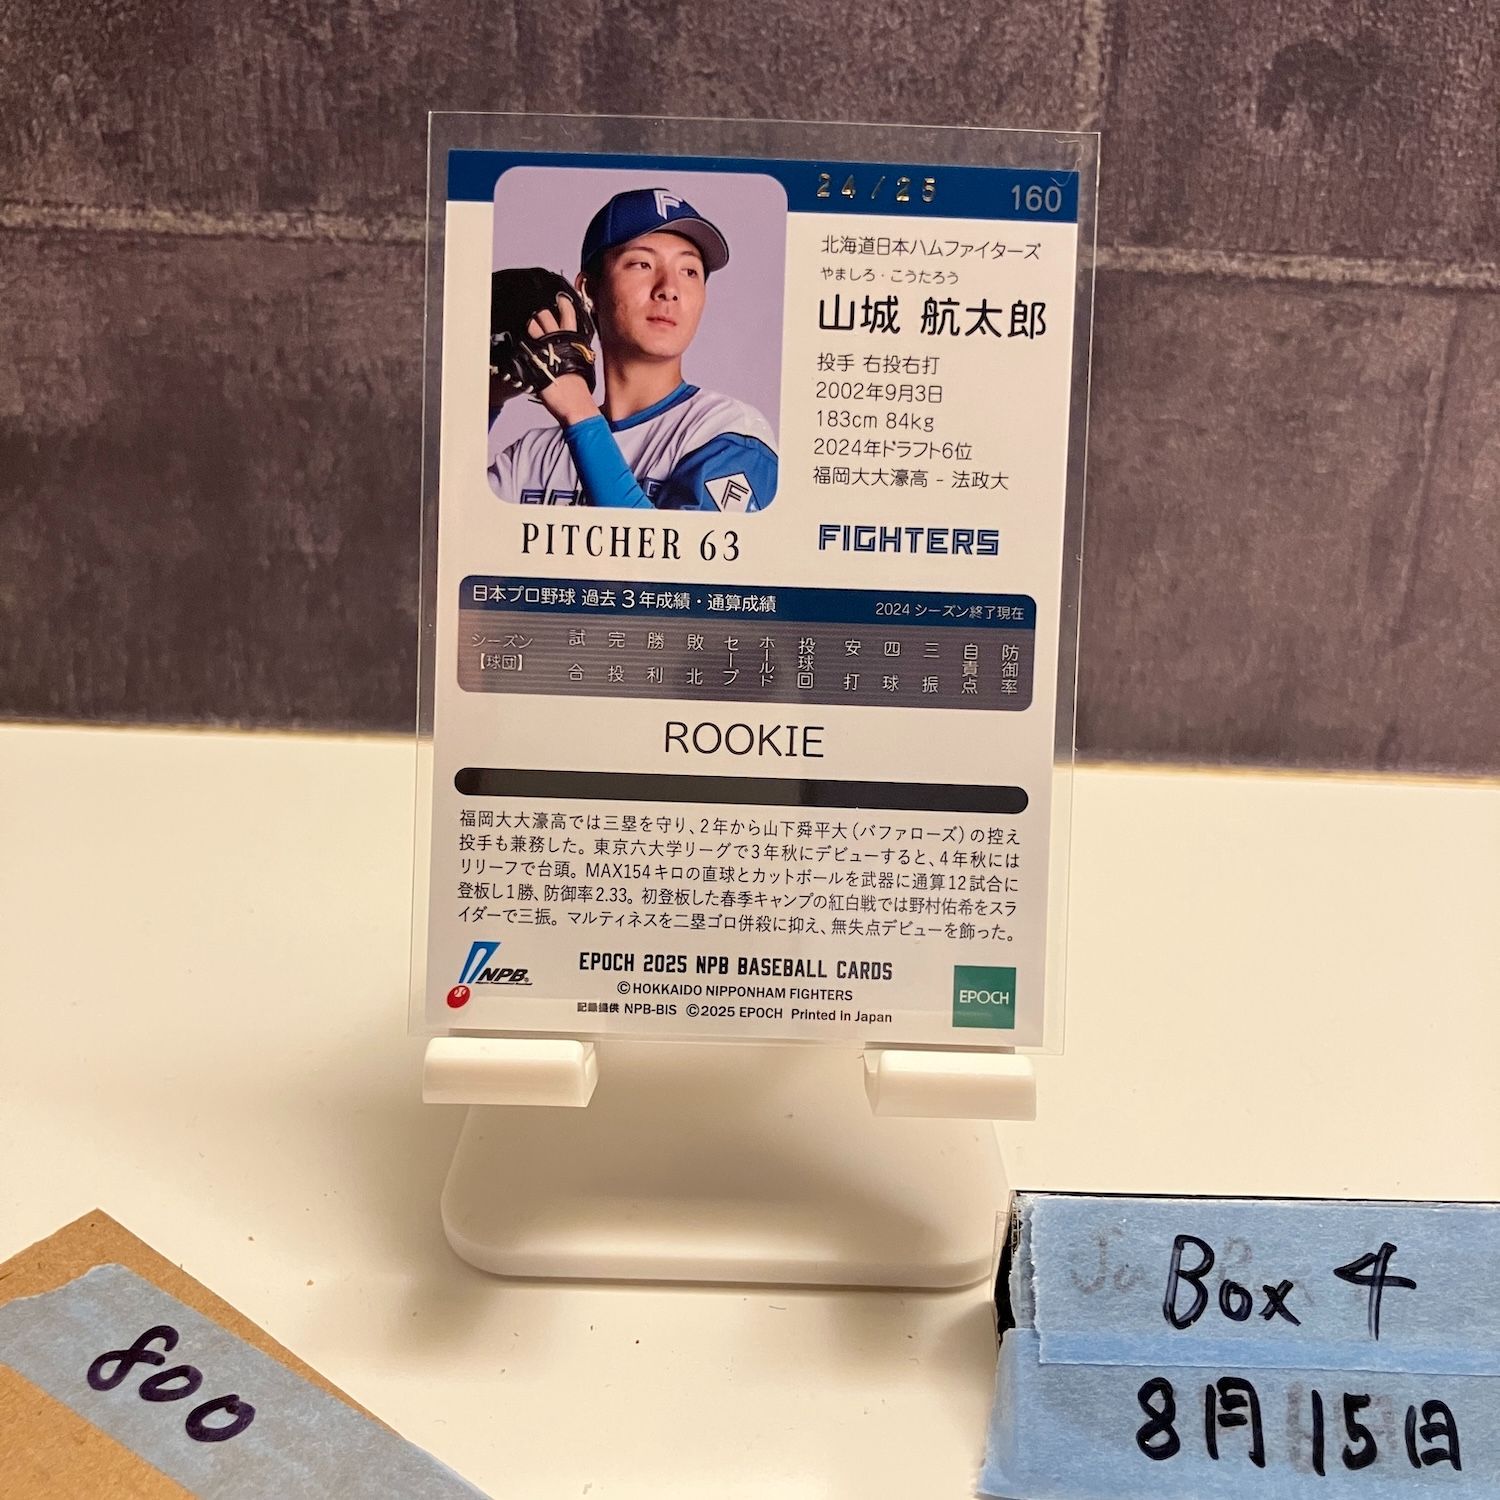 24/25
160
北海道日本ハムファイターズ
やましろ・こうたろう
山城 航太郎
投手 右投右打
2002年9月3日
183cm 84kg
2024年ドラフト6位
福岡大大濠高 - 法政大
F
F
PITCHER 63
FIGHTERS
日本プロ野球 過去3年成績・通算成績
2024 シーズン終了現在
シーズン【球団】 試合 完投 勝利 敗北 セーブ ホールド 投球回 安打 四球 三振 自責点 防御率
ROOKIE
福岡大大濠高では三塁を守り、2年から山下舜平大(バファローズ)の控え
投手も兼務した。東京六大学リーグで3年秋にデビューすると、4年秋には
リリーフで台頭。MAX154キロの直球とカットボールを武器に通算12試合に
登板し1勝、防御率2.33。初登板した春季キャンプの紅白戦では野村佑希をスラ
イダーで三振。マルティネスを二塁ゴロ併殺に抑え、無失点デビューを飾った。
NPB
EPOCH 2025 NPB BASEBALL CARDS
©HOKKAIDO NIPPONHAM FIGHTERS
記録提供 NPB-BIS ©2025 EPOCH Printed in Japan
EPOCH
800
Box 4
8月15日